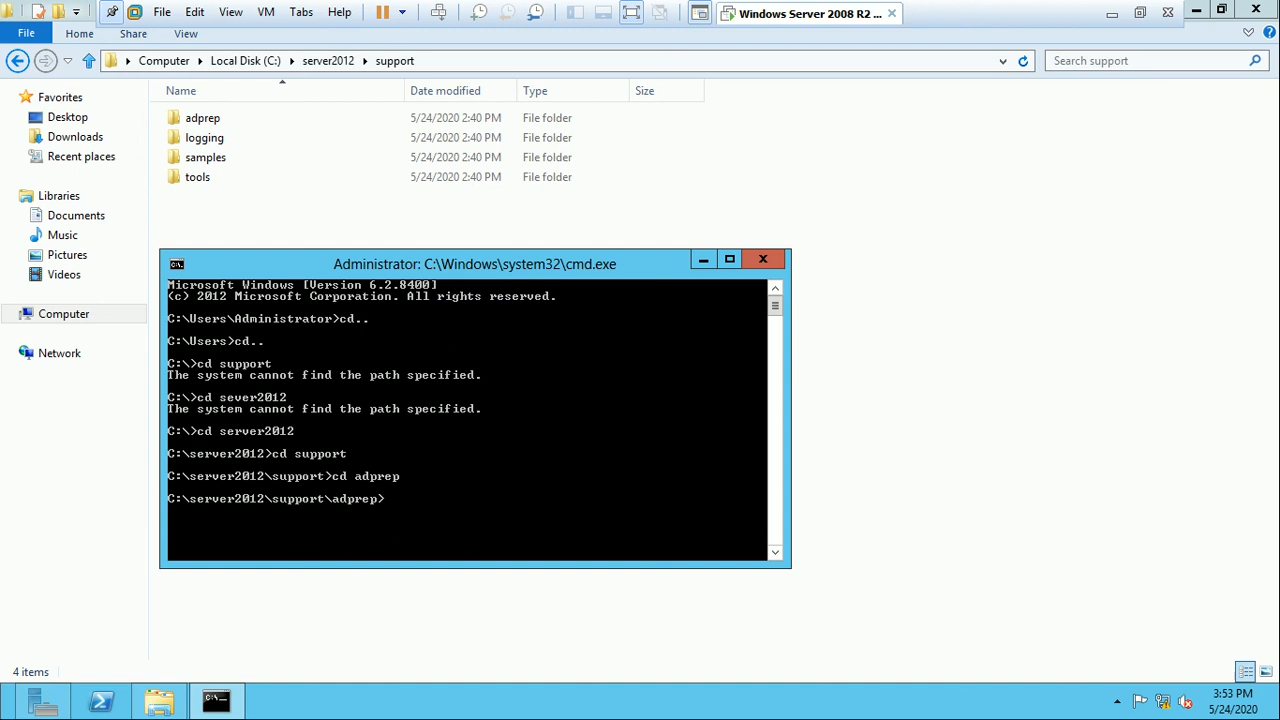 File Edit View VM Tabs Help Windows Server 2008 R2 ...
File Home Share View
Computer Local Disk (C:) server2012 support Search support
Name Date modified Type Size
Favorites
Desktop
Downloads
Recent places
Libraries
Documents
Music
Pictures
Videos
Computer
Network
adprep 5/24/2020 2:40 PM File folder
logging 5/24/2020 2:40 PM File folder
samples 5/24/2020 2:40 PM File folder
tools 5/24/2020 2:40 PM File folder
C:\. Administrator: C:\Windows\system32\cmd.exe
Microsoft Windows [Version 6.2.8400]
(c) 2012 Microsoft Corporation. All rights reserved.
C:\Users\Administrator>cd..
C:\Users>cd..
C:\>cd support
The system cannot find the path specified.
C:\>cd sever2012
The system cannot find the path specified.
C:\>cd server2012
C:\server2012>cd support
C:\server2012\support>cd adprep
C:\server2012\support\adprep>
4 items
C:\. 3:53 PM
5/24/2020